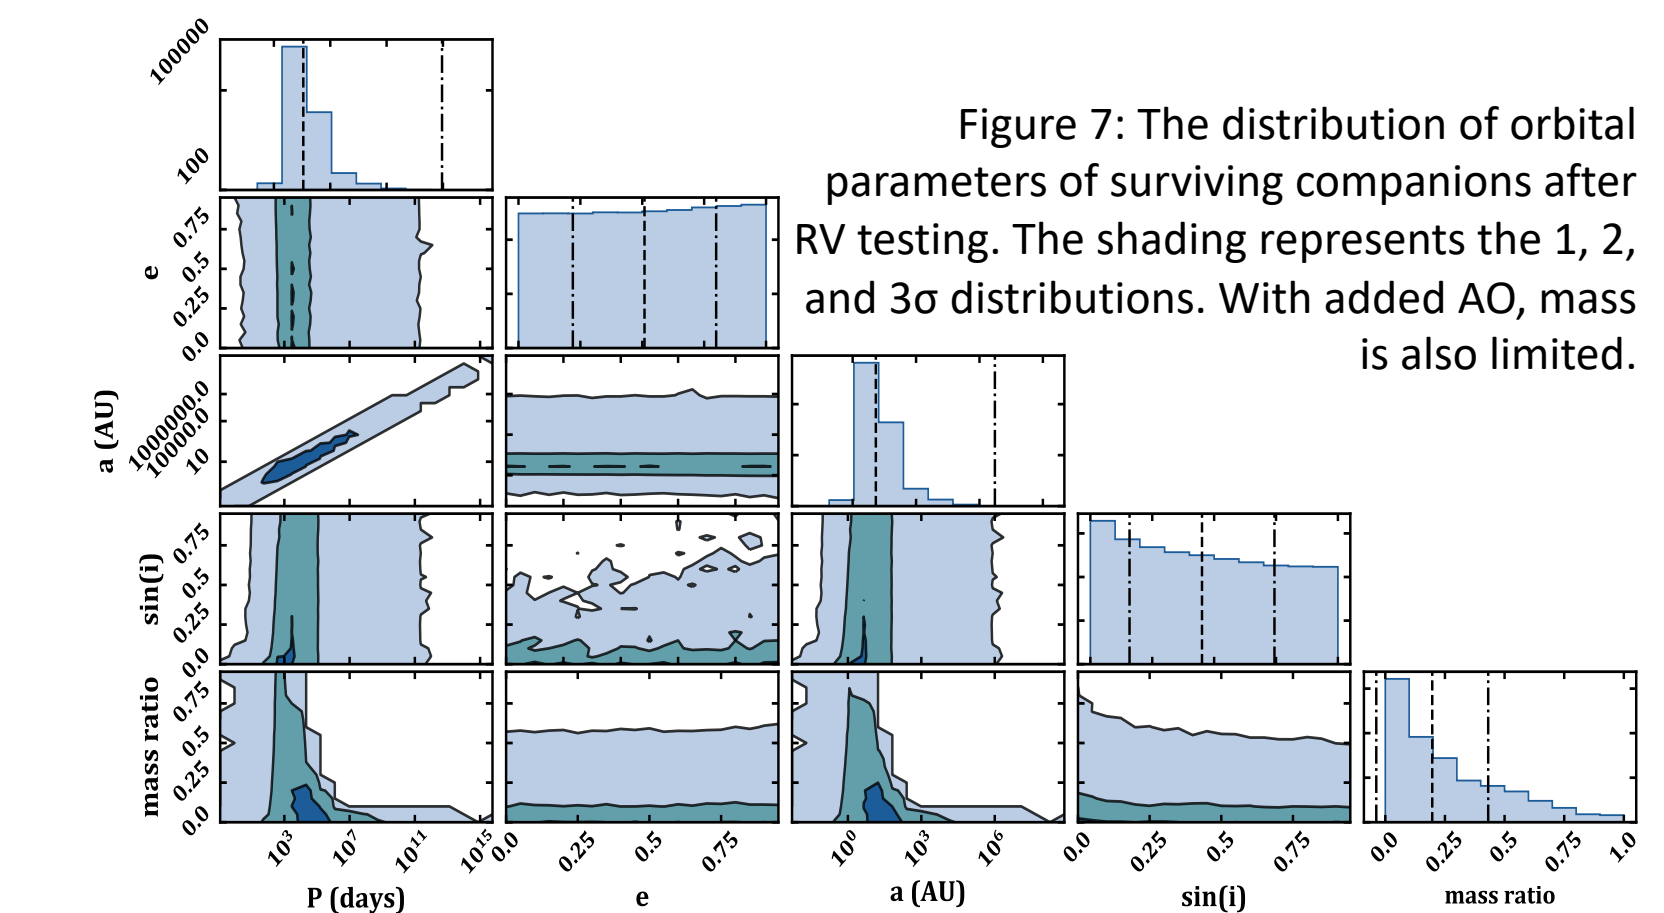 100000
100
Figure 7: The distribution of orbital
parameters of surviving companions after
RV testing. The shading represents the 1, 2,
and 3σ distributions. With added AO, mass
is also limited.
e
0.75
0.5
0.25
0.0
a (AU)
1000000.0
10000.0
10
sin(i)
0.75
0.5
0.25
0.0
mass ratio
0.75
0.5
0.25
0.0
10³ 10⁷ 10¹¹ 10¹⁵
P (days)
0.0 0.25 0.5 0.75
e
10⁰ 10³ 10⁶
a (AU)
0.0 0.25 0.5 0.75
sin(i)
0.0 0.25 0.5 0.75 1.0
mass ratio